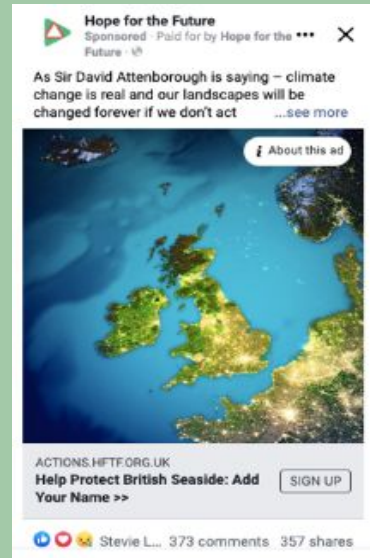 Hope for the Future
Sponsored · Paid for by Hope for the
Future ·
As Sir David Attenborough is saying – climate
change is real and our landscapes will be
changed forever if we don't act ...see more
i About this ad
ACTIONS.HFTF.ORG.UK
Help Protect British Seaside: Add
Your Name >>
SIGN UP
Stevie L... 373 comments 357 shares